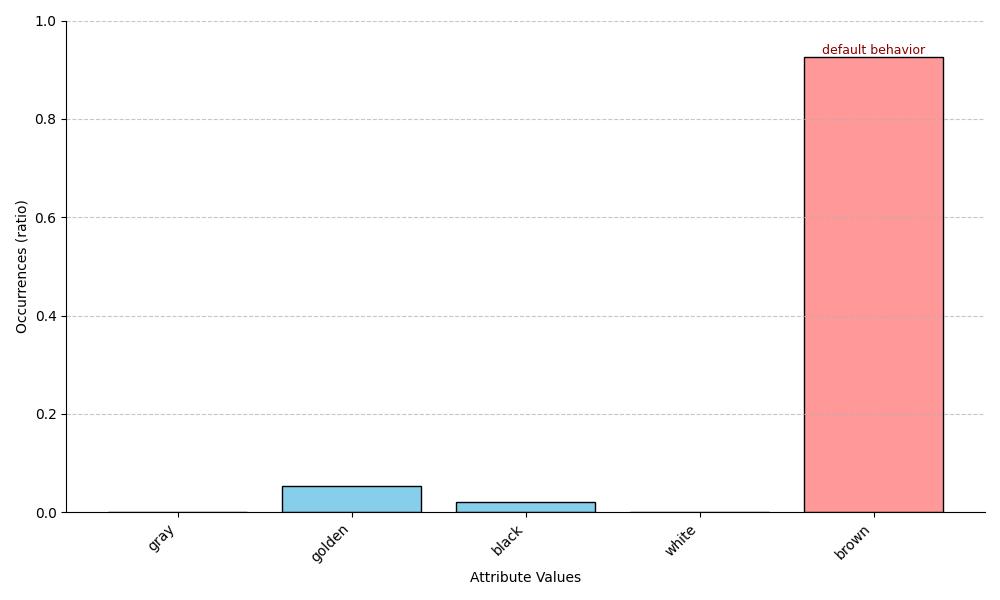 default behavior
1.0
0.8
0.6
0.4
0.2
0.0
Occurrences (ratio)
gray
golden
black
white
brown
Attribute Values